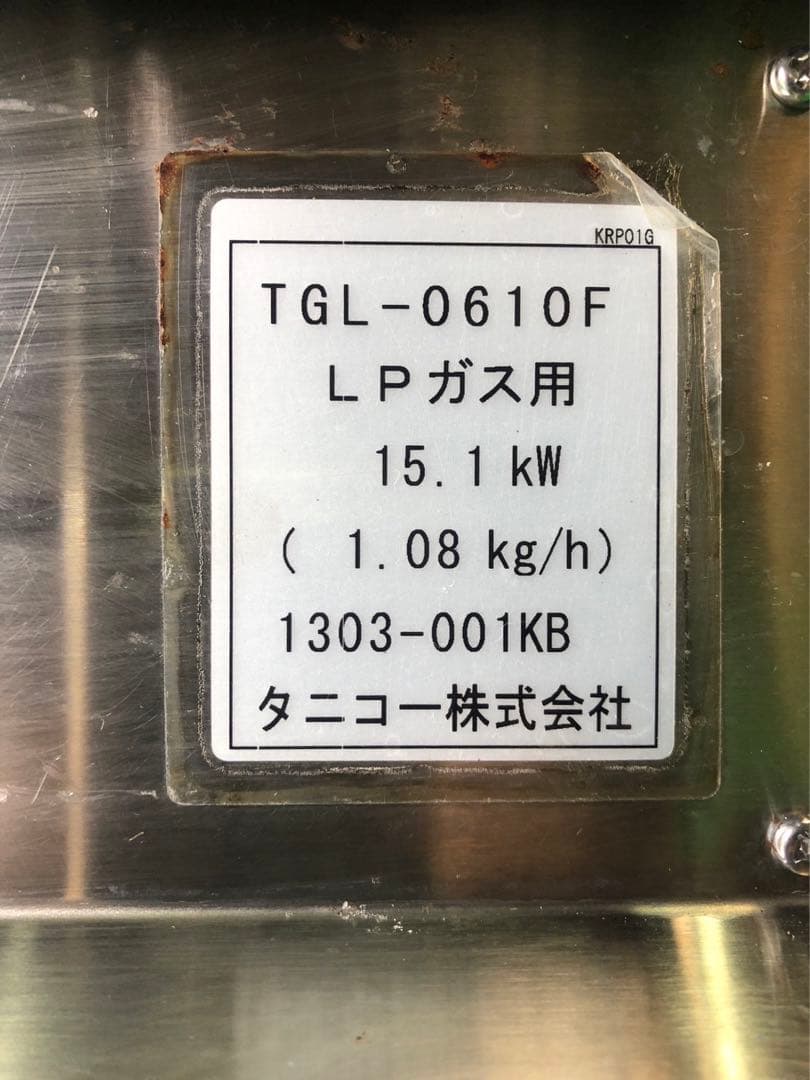 KRP01G
TGL-0610F
LPガス用
15.1 kW
( 1.08 kg/h)
1303-001KB
タニコー株式会社